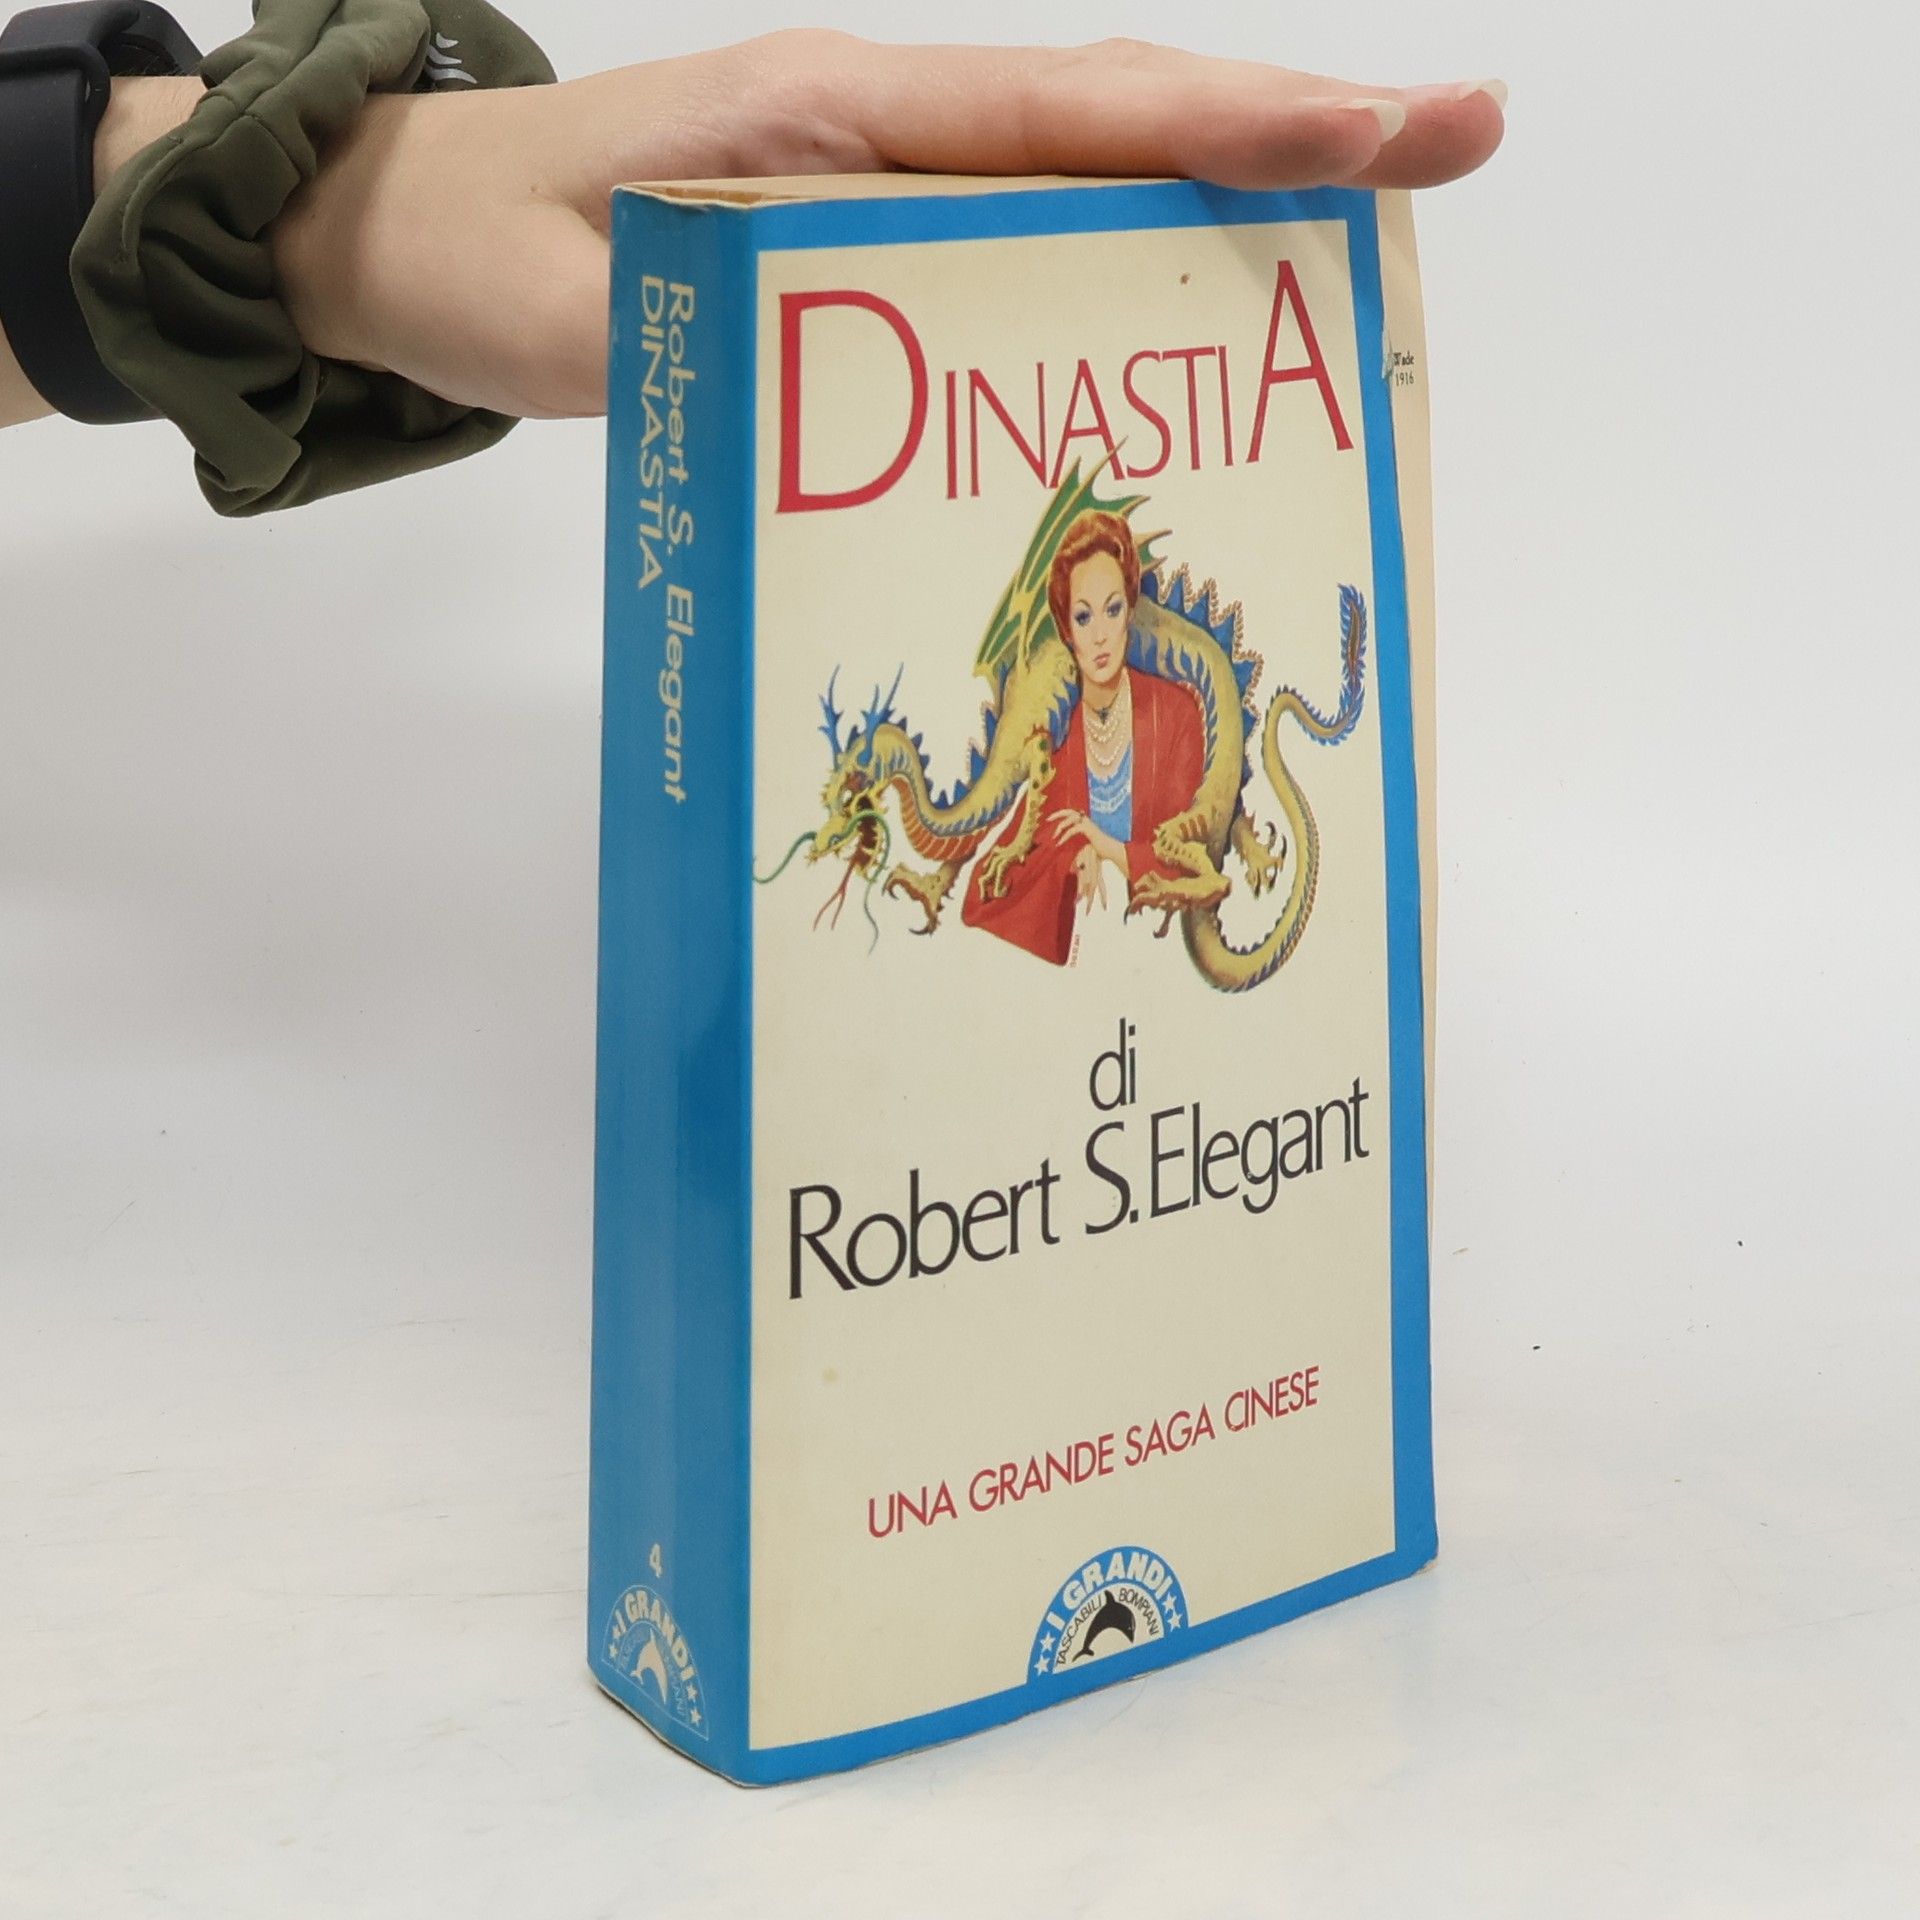 Robert S. Elegant
DINASTIA
4
I GRANDI
DINASTIA
di
Robert S. Elegant
UNA GRANDE SAGA CINESE
I GRANDI
TASCABILI BOMPIANI
1916